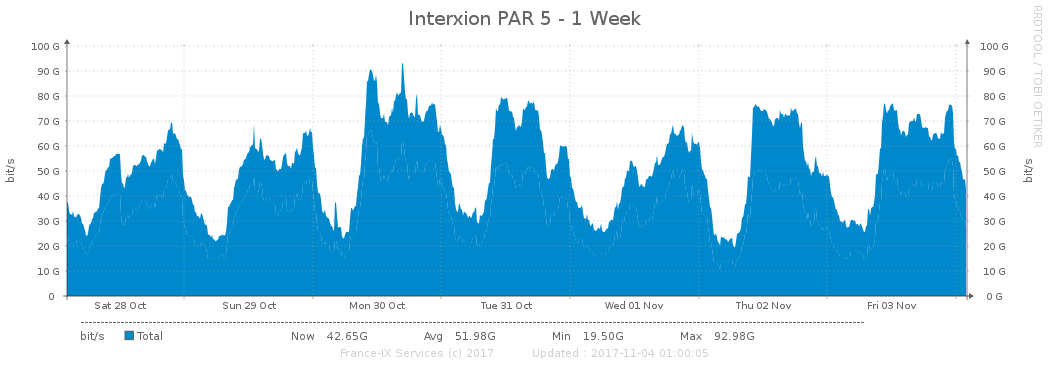 Interxion PAR 5 - 1 Week
RRDTOOL / TOBI OETIKER
bit/s
100 G 100 G
90 G 90 G
80 G 80 G
70 G 70 G
60 G 60 G
50 G 50 G
40 G 40 G
30 G 30 G
20 G 20 G
10 G 10 G
0 0 G
bit/s
Sat 28 Oct Sun 29 Oct Mon 30 Oct Tue 31 Oct Wed 01 Nov Thu 02 Nov Fri 03 Nov
bit/s Total Now 42.65G Avg 51.98G Min 19.50G Max 92.98G
France-IX Services (c) 2017 Updated : 2017-11-04 01:00:05